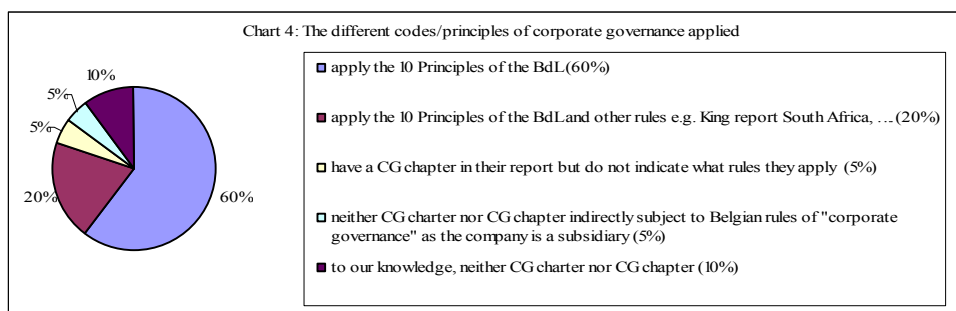 Chart 4: The different codes/principles of corporate governance applied
10%
5%
5%
20%
60%
apply the 10 Principles of the BdL (60%)
apply the 10 Principles of the BdL and other rules e.g. King report South Africa, ... (20%)
have a CG chapter in their report but do not indicate what rules they apply (5%)
neither CG charter nor CG chapter indirectly subject to Belgian rules of "corporate
governance" as the company is a subsidiary (5%)
to our knowledge, neither CG charter nor CG chapter (10%)